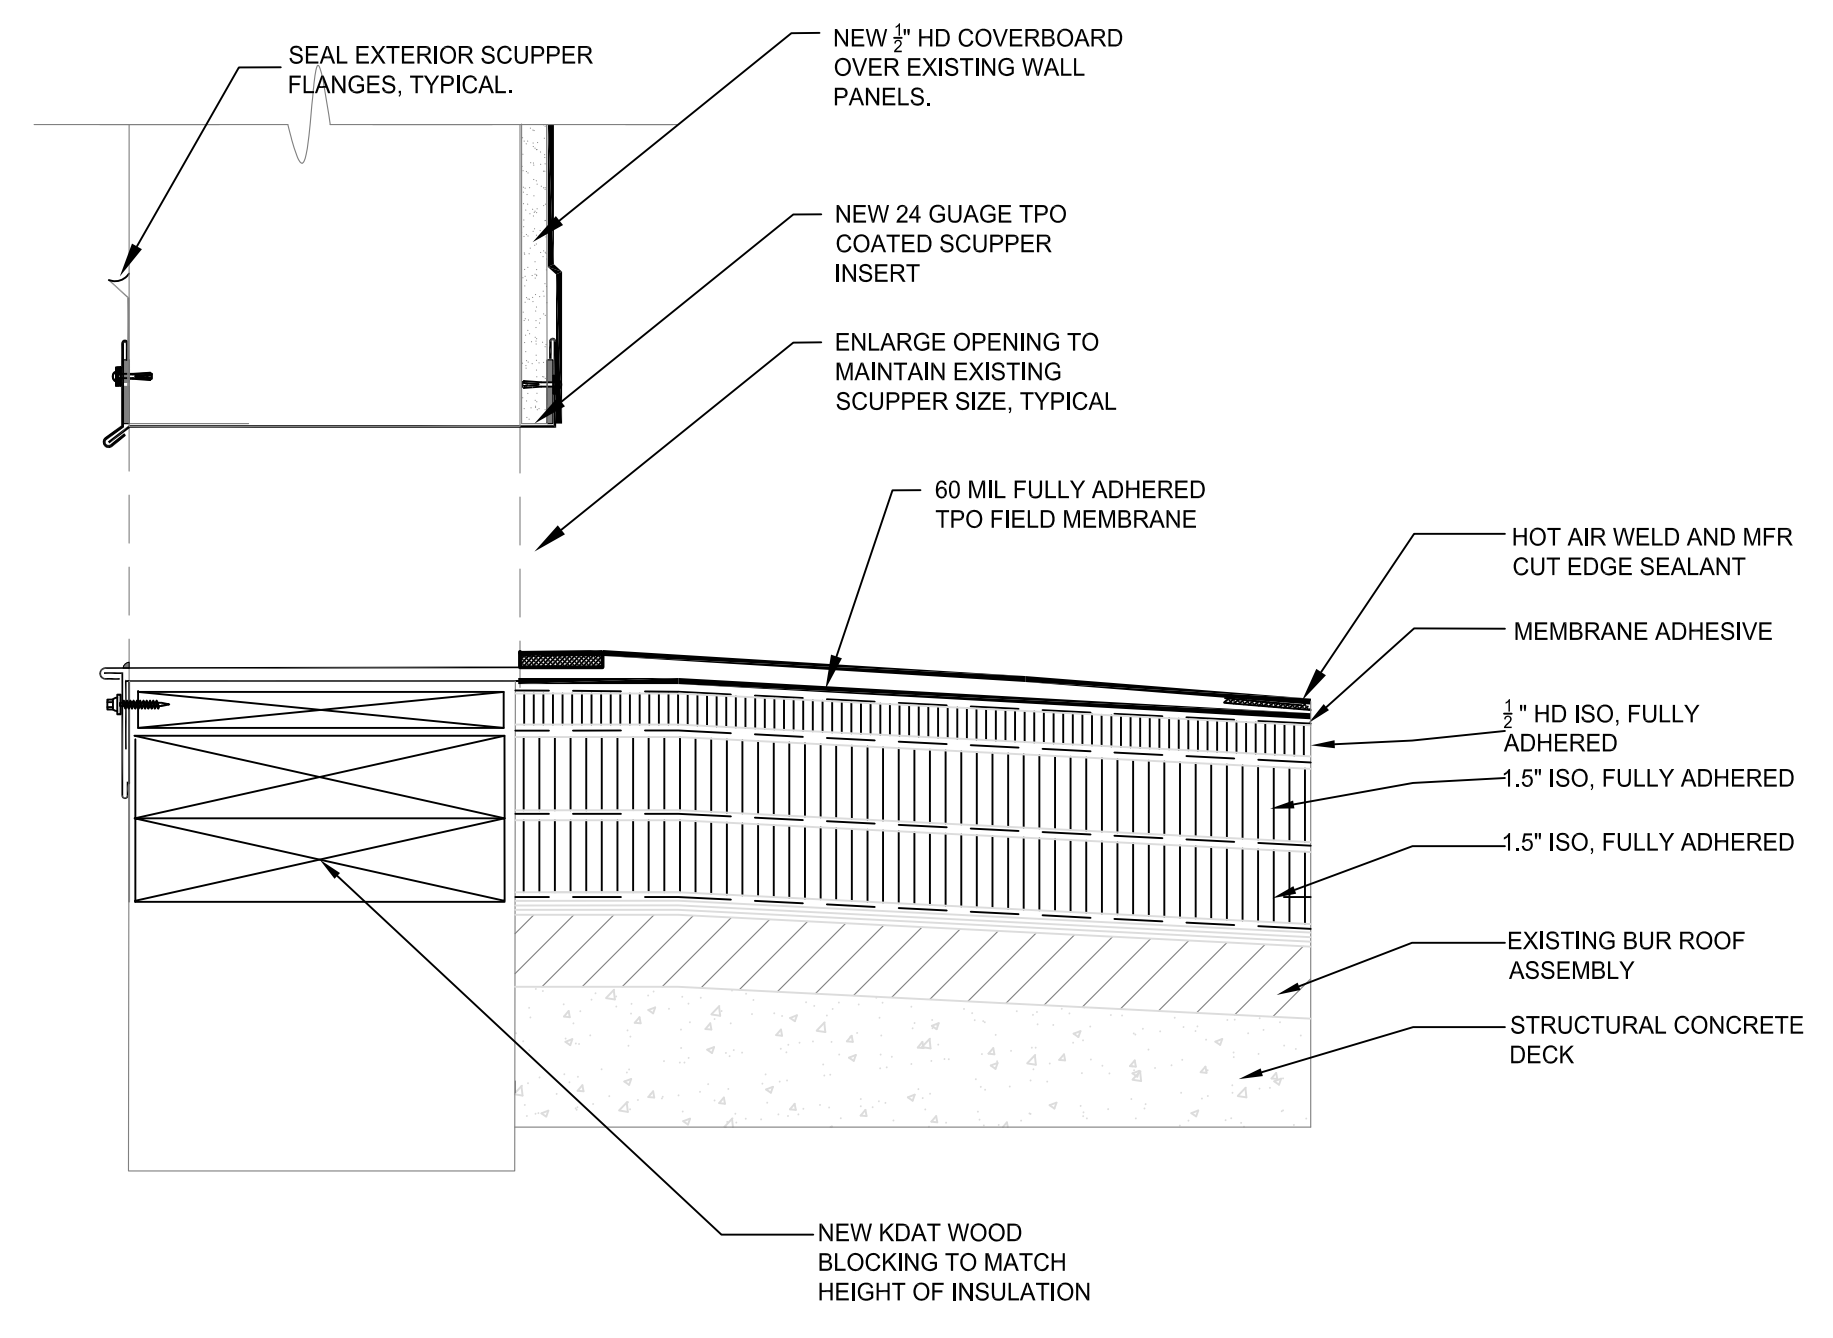 SEAL EXTERIOR SCUPPER
FLANGES, TYPICAL.
NEW 1/2" HD COVERBOARD
OVER EXISTING WALL
PANELS.
NEW 24 GUAGE TPO
COATED SCUPPER
INSERT
ENLARGE OPENING TO
MAINTAIN EXISTING
SCUPPER SIZE, TYPICAL
60 MIL FULLY ADHERED
TPO FIELD MEMBRANE
HOT AIR WELD AND MFR
CUT EDGE SEALANT
MEMBRANE ADHESIVE
1/2" HD ISO, FULLY
ADHERED
1.5" ISO, FULLY ADHERED
1.5" ISO, FULLY ADHERED
EXISTING BUR ROOF
ASSEMBLY
STRUCTURAL CONCRETE
DECK
NEW KDAT WOOD
BLOCKING TO MATCH
HEIGHT OF INSULATION